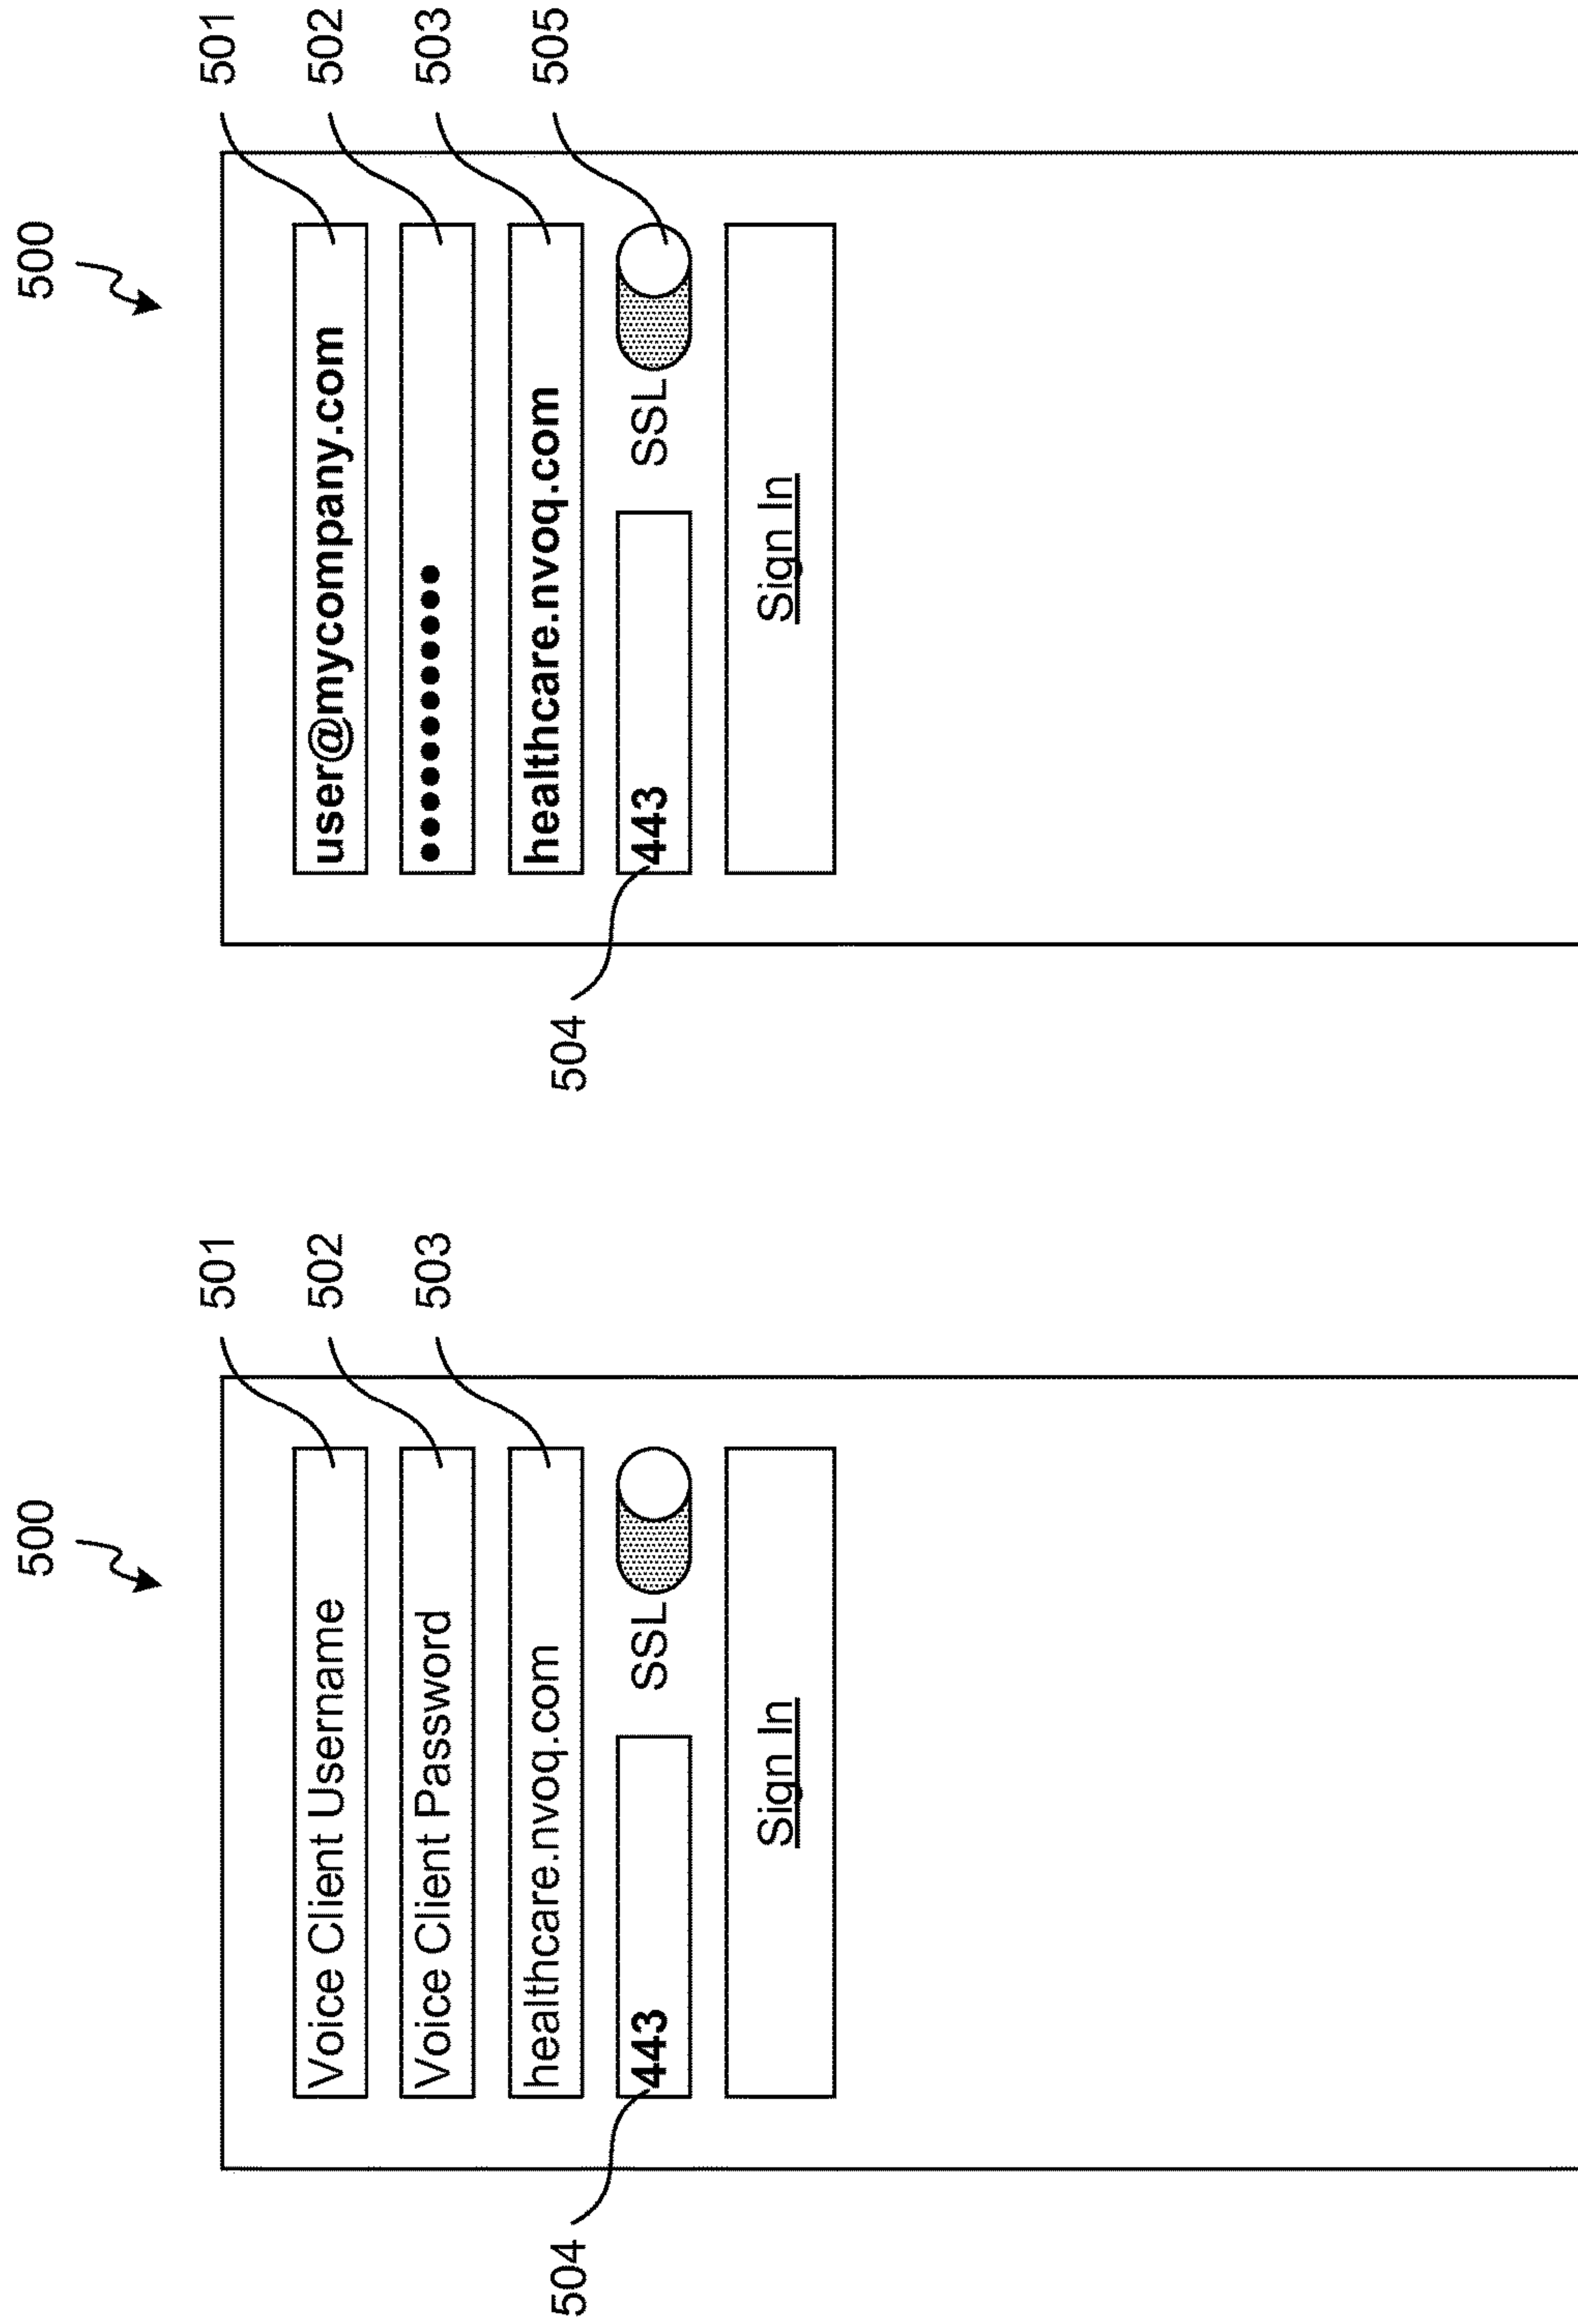 500
501
Voice Client Username
502
Voice Client Password
503
healthcare.nvoq.com
504
443
SSL
Sign In
500
501
user@mycompany.com
502
••••••••••••
503
healthcare.nvoq.com
504
443
SSL
505
Sign In